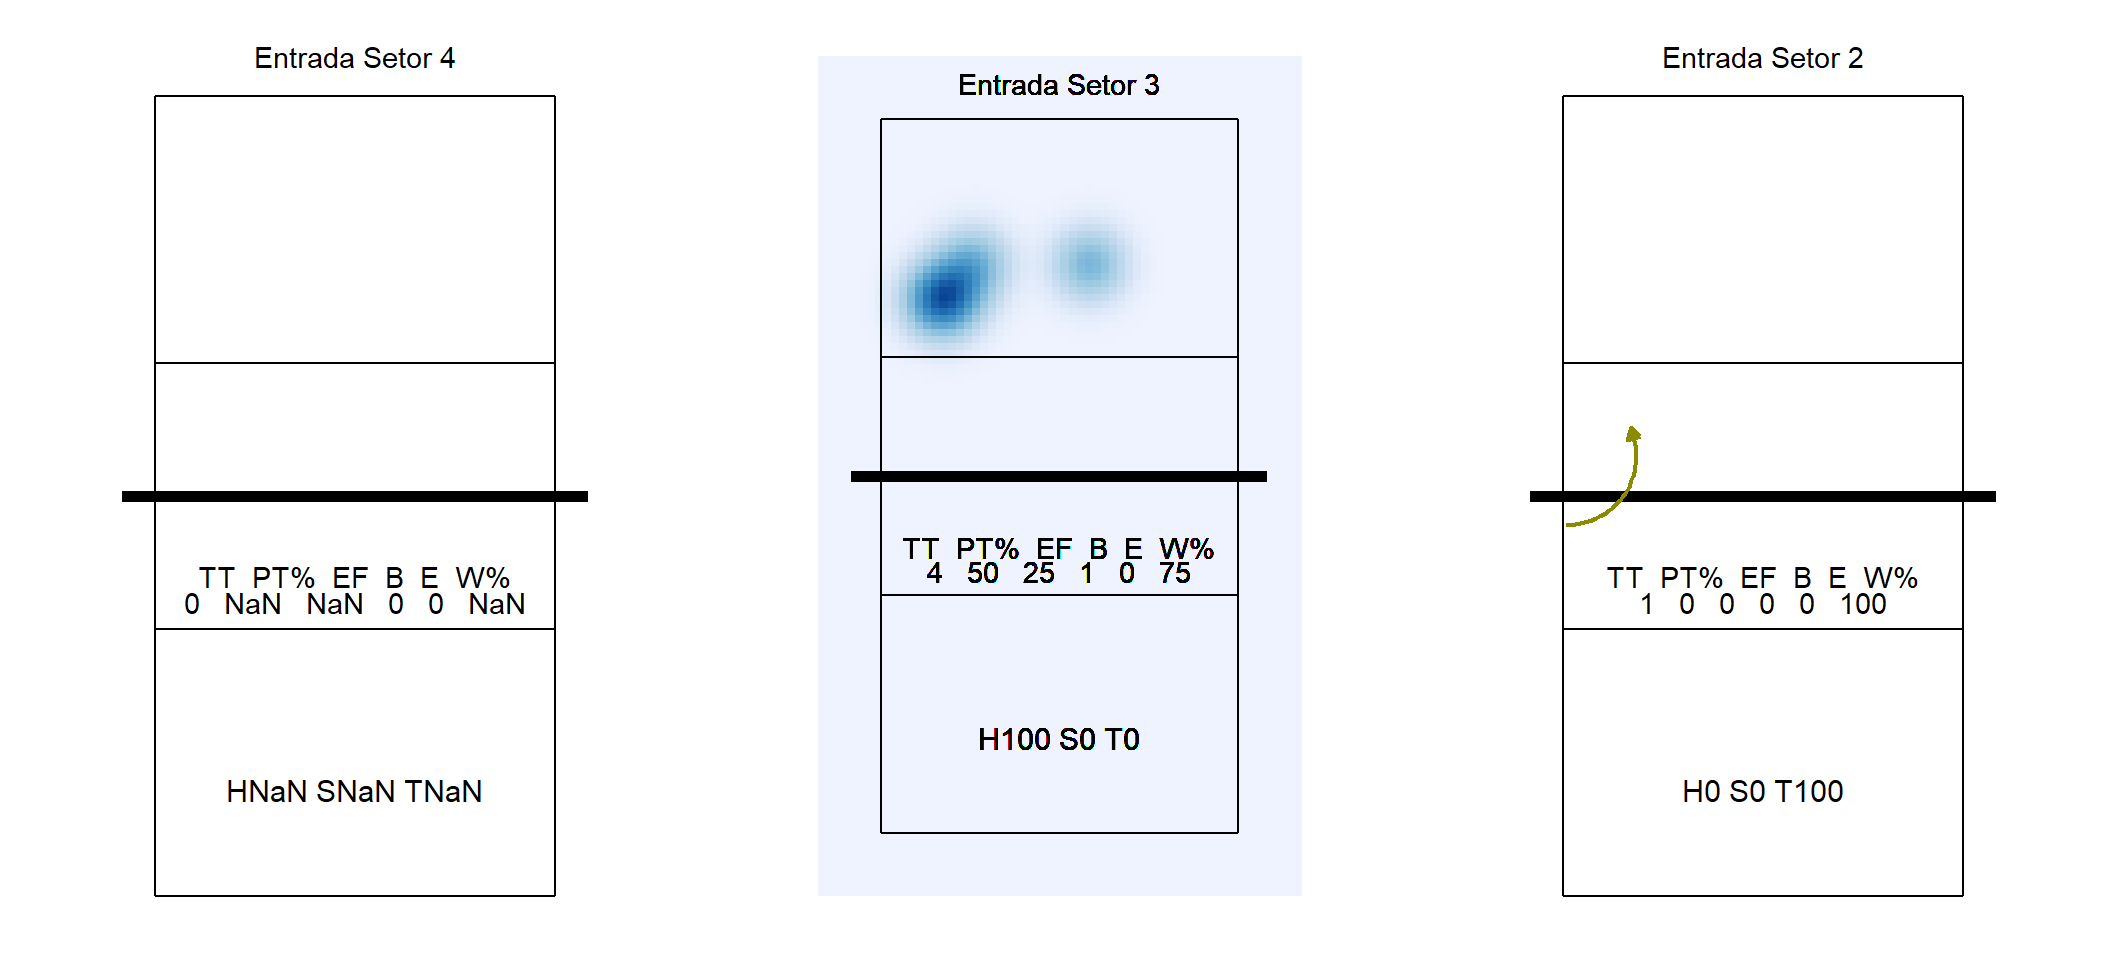 Entrada Setor 4
TT PT% EF B E W%
0 NaN NaN 0 0 NaN
HNaN SNaN TNaN
Entrada Setor 3
TT PT% EF B E W%
4 50 25 1 0 75
H100 S0 T0
Entrada Setor 2
TT PT% EF B E W%
1 0 0 0 0 100
H0 S0 T100